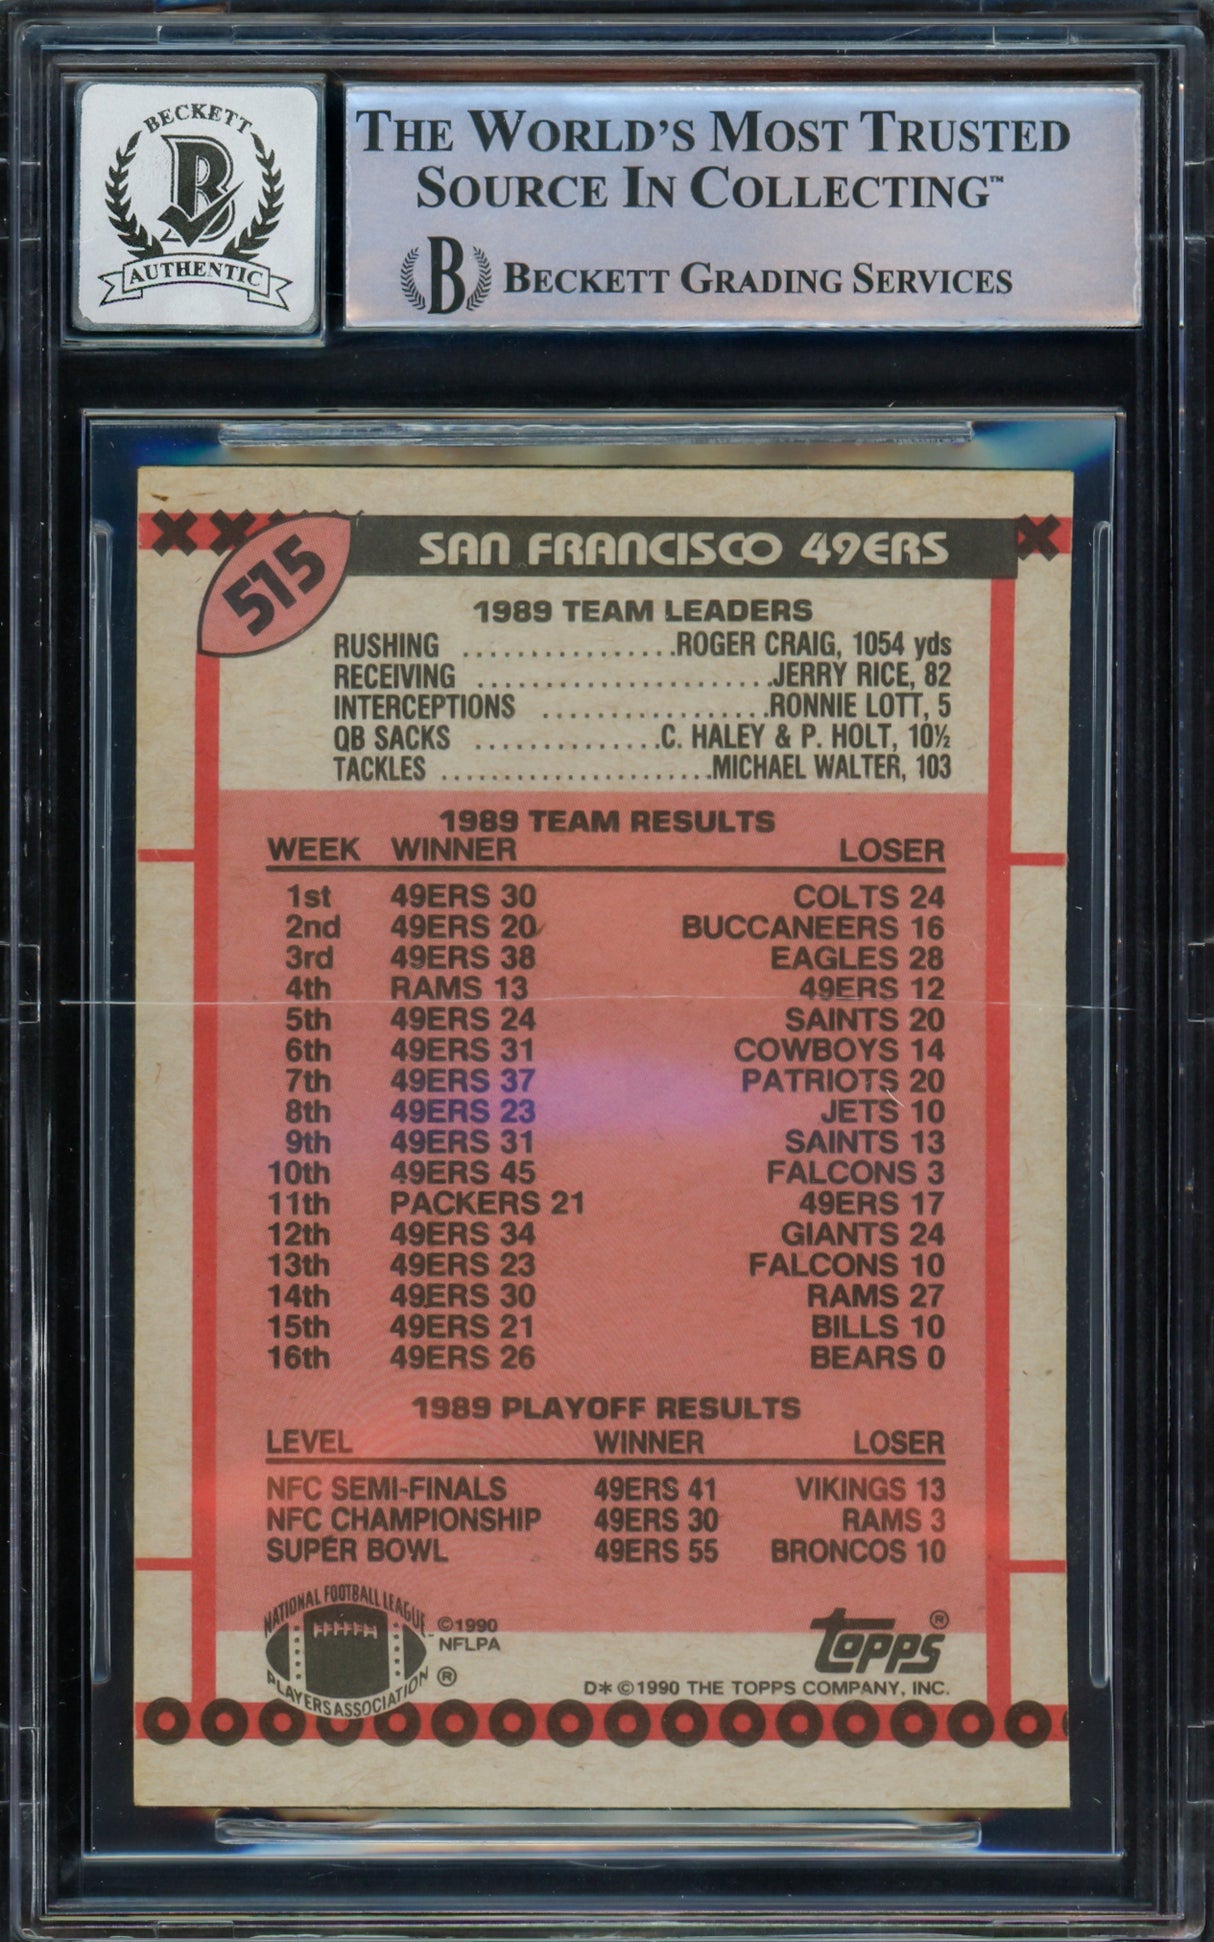 BECKETT
B
AUTHENTIC
THE WORLD'S MOST TRUSTED
SOURCE IN COLLECTING™
B BECKETT GRADING SERVICES
515
SAN FRANCISCO 49ERS
1989 TEAM LEADERS
RUSHING ................ROGER CRAIG, 1054 yds
RECEIVING ......................JERRY RICE, 82
INTERCEPTIONS .................RONNIE LOTT, 5
QB SACKS ..............C. HALEY & P. HOLT, 10½
TACKLES ....................MICHAEL WALTER, 103
1989 TEAM RESULTS
WEEK WINNER LOSER
1st 49ERS 30 COLTS 24
2nd 49ERS 20 BUCCANEERS 16
3rd 49ERS 38 EAGLES 28
4th RAMS 13 49ERS 12
5th 49ERS 24 SAINTS 20
6th 49ERS 31 COWBOYS 14
7th 49ERS 37 PATRIOTS 20
8th 49ERS 23 JETS 10
9th 49ERS 31 SAINTS 13
10th 49ERS 45 FALCONS 3
11th PACKERS 21 49ERS 17
12th 49ERS 34 GIANTS 24
13th 49ERS 23 FALCONS 10
14th 49ERS 30 RAMS 27
15th 49ERS 21 BILLS 10
16th 49ERS 26 BEARS 0
1989 PLAYOFF RESULTS
LEVEL WINNER LOSER
NFC SEMI-FINALS 49ERS 41 VIKINGS 13
NFC CHAMPIONSHIP 49ERS 30 RAMS 3
SUPER BOWL 49ERS 55 BRONCOS 10
NATIONAL FOOTBALL LEAGUE
PLAYERS ASSOCIATION ®
©1990
NFLPA
topps®
D* ©1990 THE TOPPS COMPANY, INC.